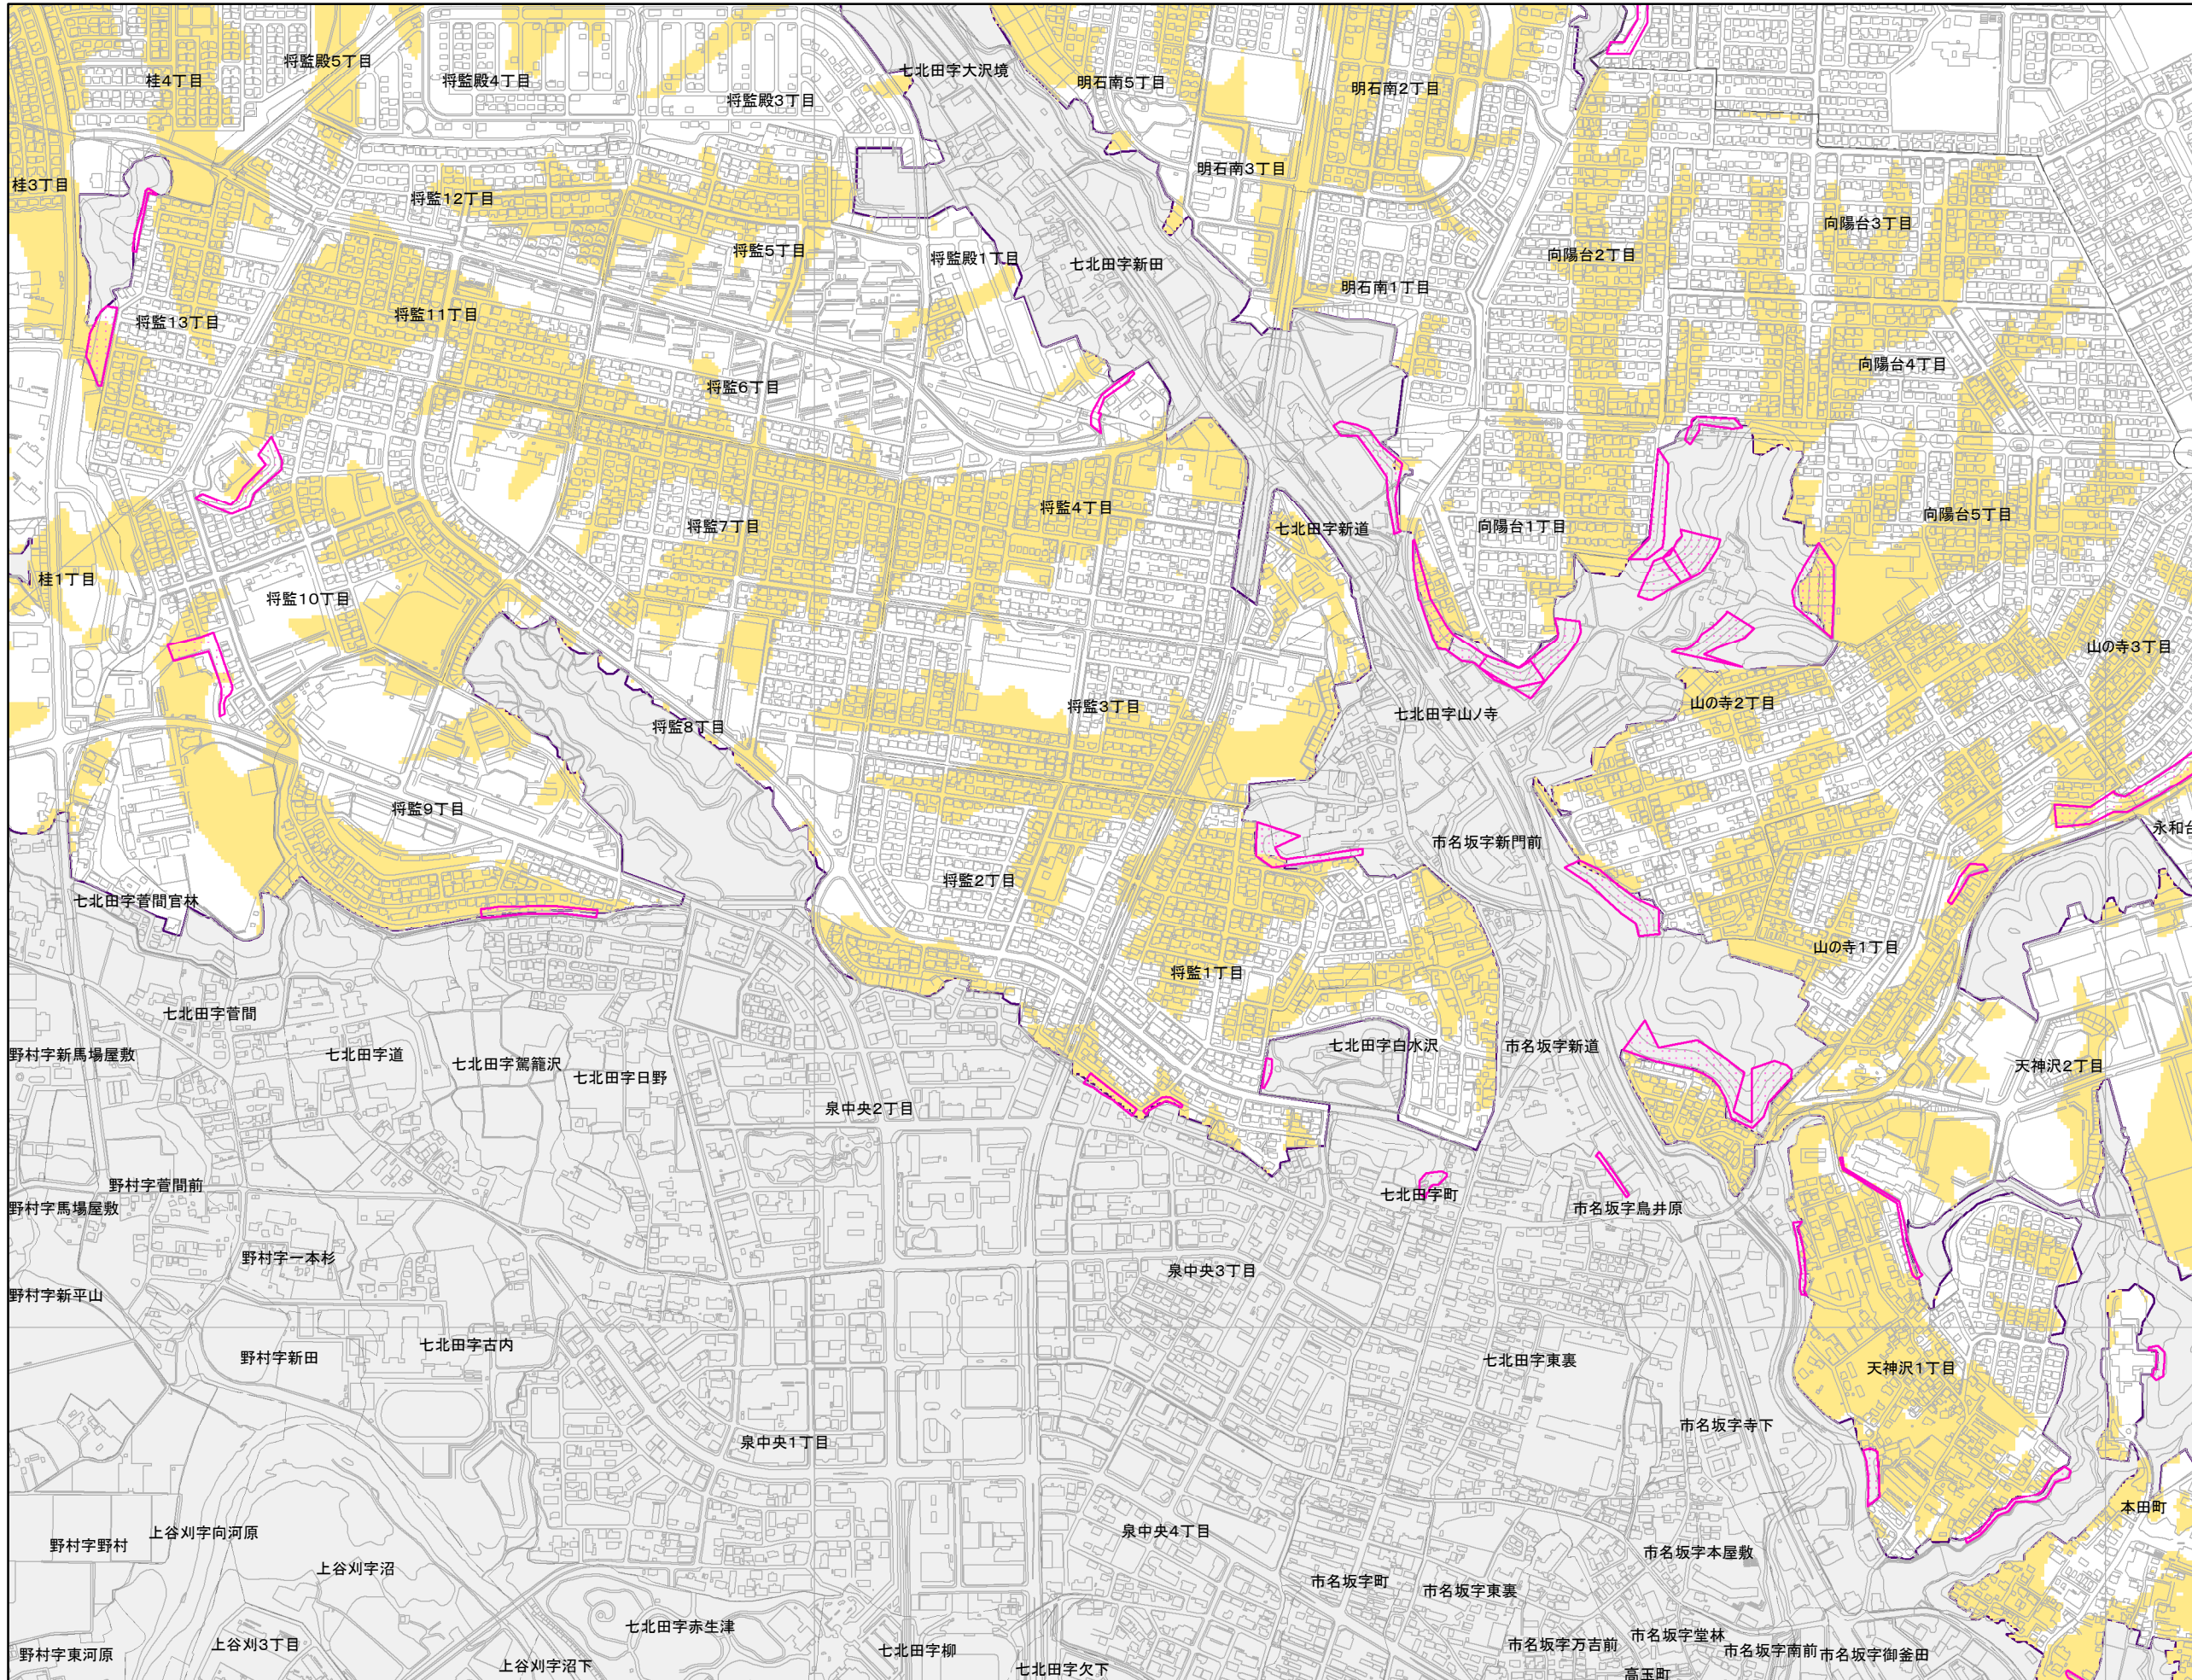 将監殿5丁目
桂4丁目
将監殿4丁目
将監殿3丁目
七北田字大沢境
明石南5丁目
明石南2丁目
桂3丁目
将監12丁目
明石南3丁目
将監5丁目
将監殿1丁目
七北田字新田
向陽台2丁目
向陽台3丁目
明石南1丁目
将監13丁目
将監11丁目
将監6丁目
向陽台4丁目
将監4丁目
将監7丁目
七北田字新道
向陽台1丁目
向陽台5丁目
桂1丁目
将監10丁目
山の寺3丁目
将監3丁目
将監8丁目
七北田字山ノ寺
山の寺2丁目
将監9丁目
市名坂字新門前
永和台
将監2丁目
七北田字菅間官林
将監1丁目
山の寺1丁目
七北田字菅間
野村字新馬場屋敷
七北田字道
七北田字駕籠沢
七北田字日野
七北田字白水沢
市名坂字新道
天神沢2丁目
泉中央2丁目
野村字菅間前
野村字馬場屋敷
七北田字町
市名坂字鳥井原
野村字一本杉
泉中央3丁目
野村字新平山
野村字新田
七北田字古内
七北田字東裏
天神沢1丁目
市名坂字寺下
泉中央1丁目
本田町
上谷刈字向河原
野村字野村
泉中央4丁目
市名坂字本屋敷
上谷刈字沼
市名坂字町
市名坂字東裏
七北田字赤生津
上谷刈3丁目
野村字東河原
七北田字柳
市名坂字万吉前
市名坂字堂林
市名坂字南前
市名坂字御釜田
上谷刈字沼下
七北田字欠下
高玉町